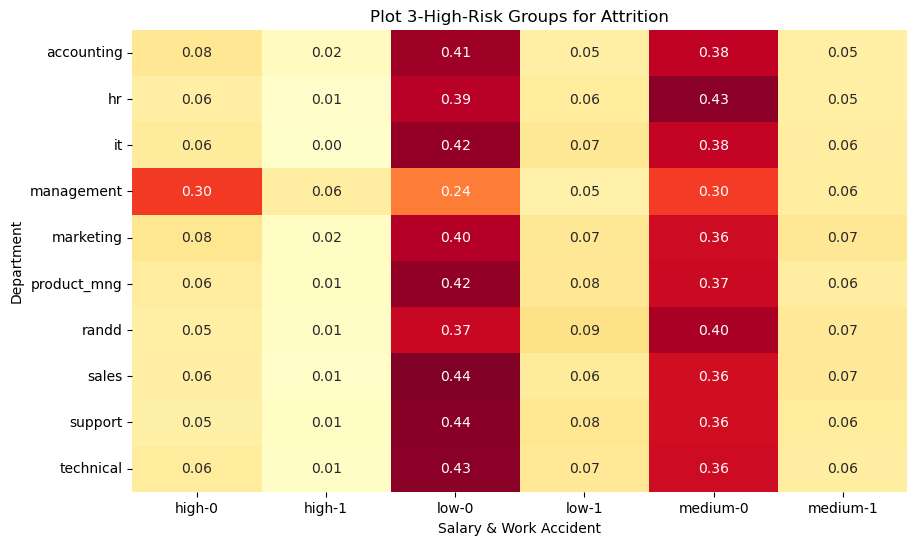 Plot 3-High-Risk Groups for Attrition
Department
accounting 0.08 0.02 0.41 0.05 0.38 0.05
hr 0.06 0.01 0.39 0.06 0.43 0.05
it 0.06 0.00 0.42 0.07 0.38 0.06
management 0.30 0.06 0.24 0.05 0.30 0.06
marketing 0.08 0.02 0.40 0.07 0.36 0.07
product_mng 0.06 0.01 0.42 0.08 0.37 0.06
randd 0.05 0.01 0.37 0.09 0.40 0.07
sales 0.06 0.01 0.44 0.06 0.36 0.07
support 0.05 0.01 0.44 0.08 0.36 0.06
technical 0.06 0.01 0.43 0.07 0.36 0.06
high-0 high-1 low-0 low-1 medium-0 medium-1
Salary & Work Accident